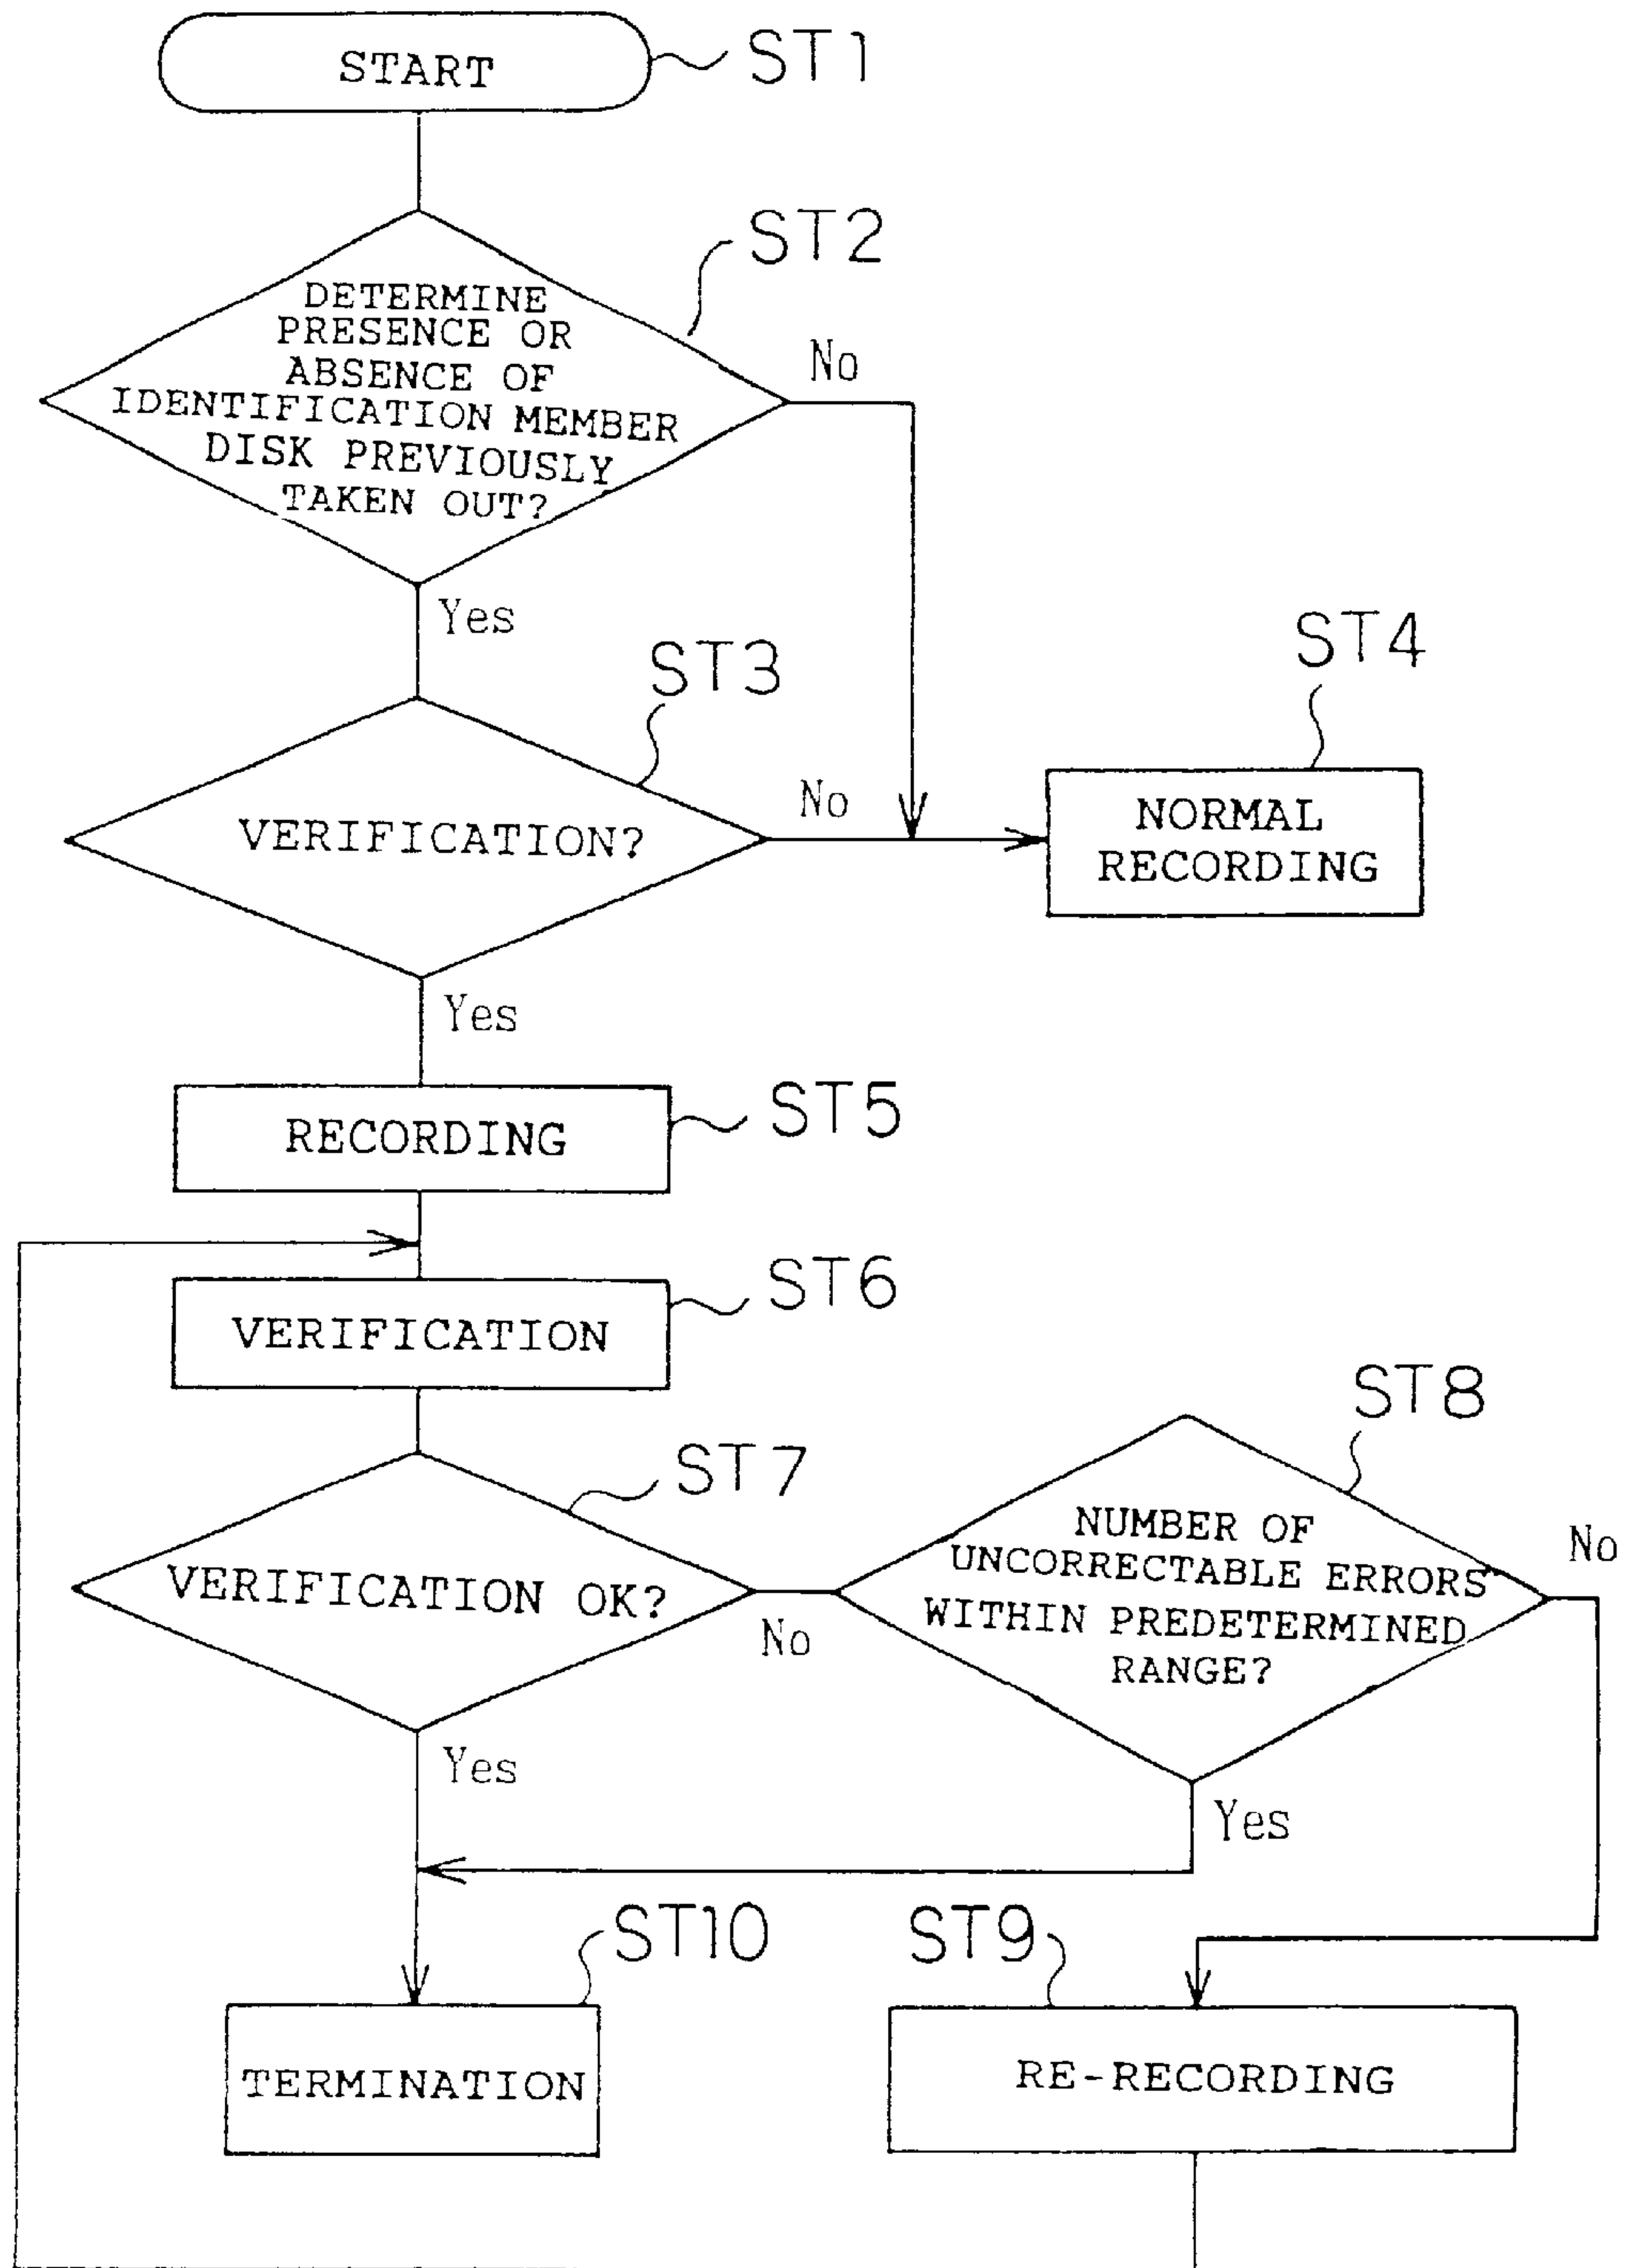 START
ST1
ST2
DETERMINE
PRESENCE OR
ABSENCE OF
IDENTIFICATION MEMBER
DISK PREVIOUSLY
TAKEN OUT?
No
Yes
ST3
VERIFICATION?
No
ST4
NORMAL
RECORDING
Yes
RECORDING
ST5
VERIFICATION
ST6
ST7
VERIFICATION OK?
No
Yes
ST8
NUMBER OF
UNCORRECTABLE ERRORS
WITHIN PREDETERMINED
RANGE?
No
Yes
ST10
TERMINATION
ST9
RE-RECORDING